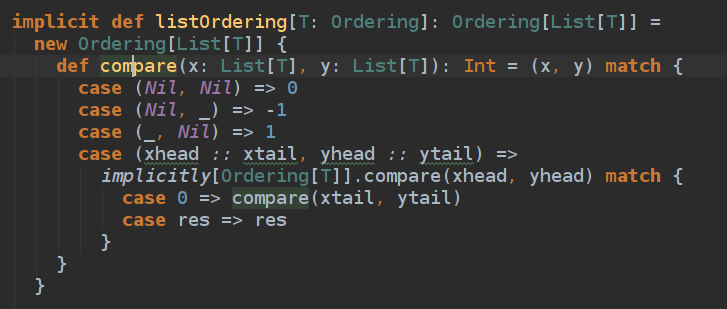 implicit def listOrdering[T: Ordering]: Ordering[List[T]] =
  new Ordering[List[T]] {
    def compare(x: List[T], y: List[T]): Int = (x, y) match {
      case (Nil, Nil) => 0
      case (Nil, _) => -1
      case (_, Nil) => 1
      case (xhead :: xtail, yhead :: ytail) =>
        implicitly[Ordering[T]].compare(xhead, yhead) match {
          case 0 => compare(xtail, ytail)
          case res => res
        }
    }
  }